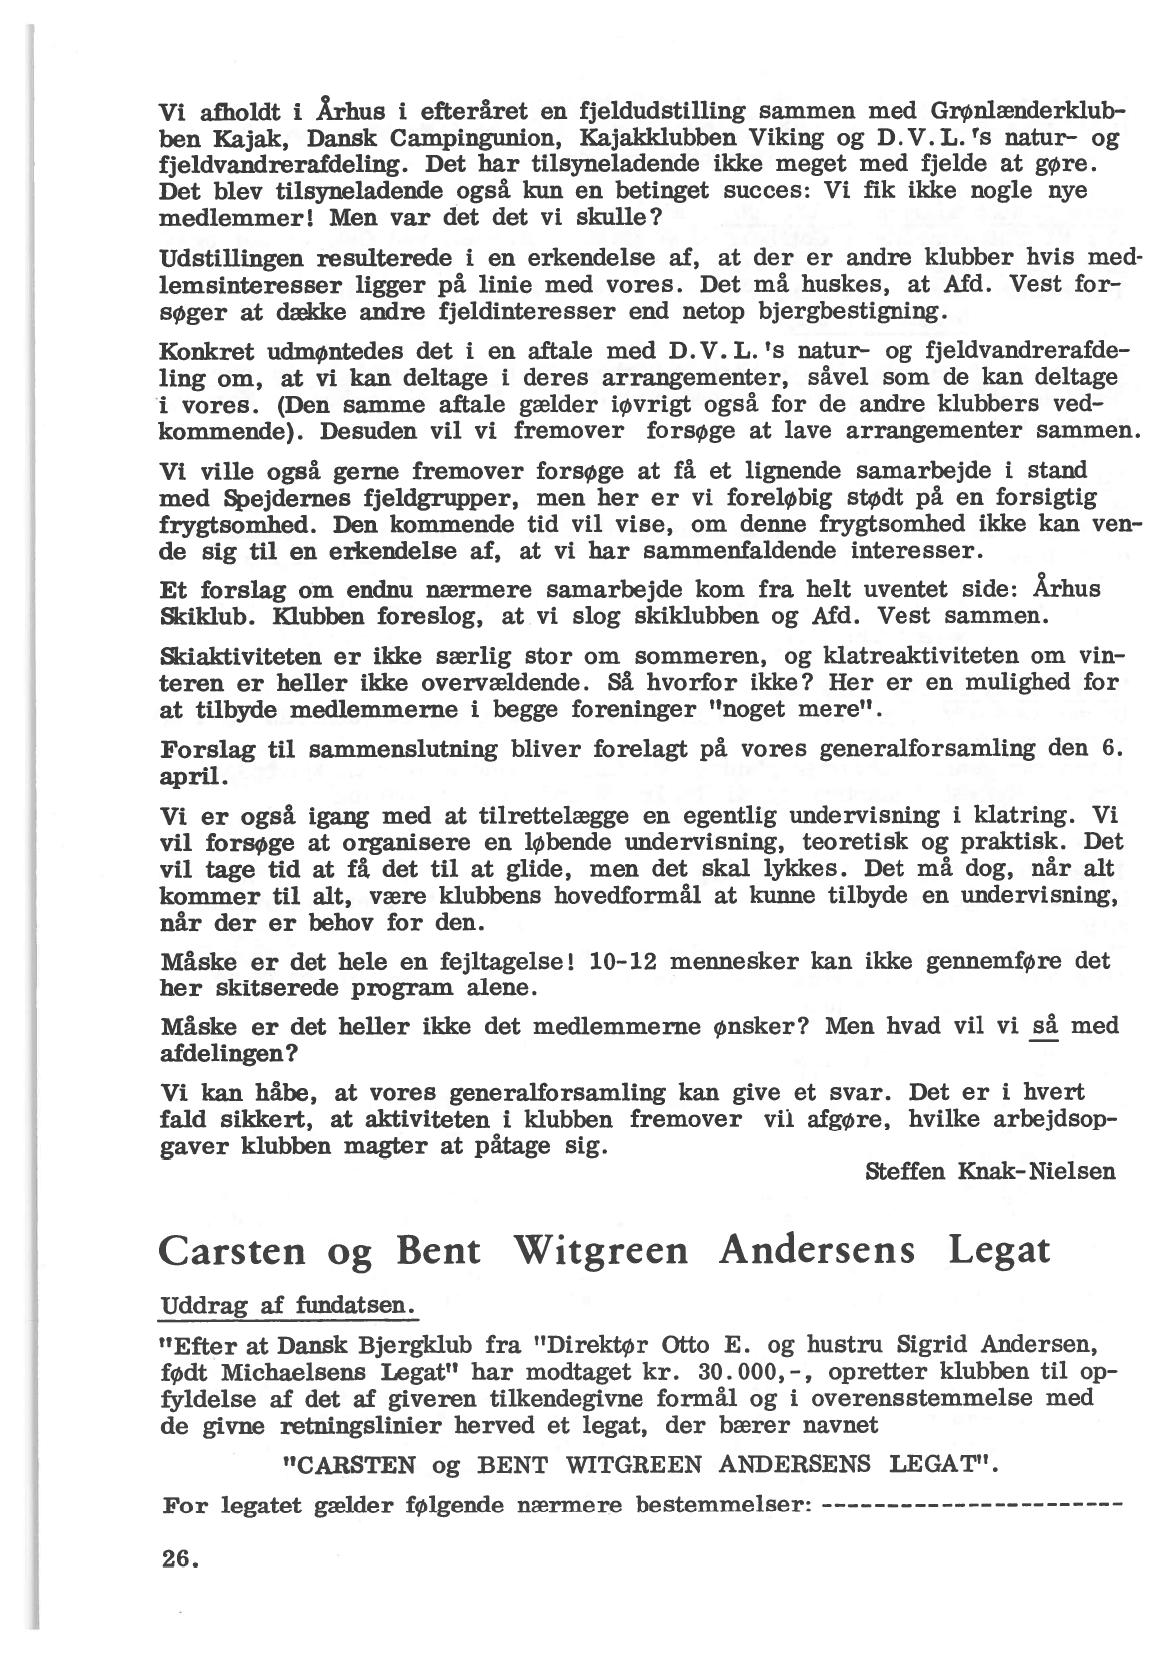 Vi afholdt i Århus i efteråret en fjeldudstilling sammen med Grønlænderklub-
ben Kajak, Dansk Campingunion, Kajakklubben Viking og D.V.L.'s natur- og
fjeldvandrerafdeling. Det har tilsyneladende ikke meget med fjelde at gøre.
Det blev tilsyneladende også kun en betinget succes: Vi fik ikke nogle nye
medlemmer! Men var det det vi skulle?
Udstillingen resulterede i en erkendelse af, at der er andre klubber hvis med-
lemsinteresser ligger på linie med vores. Det må huskes, at Afd. Vest for-
søger at dække andre fjeldinteresser end netop bjergbestigning.
Konkret udmøntedes det i en aftale med D.V.L.'s natur- og fjeldvandrerafde-
ling om, at vi kan deltage i deres arrangementer, såvel som de kan deltage
i vores. (Den samme aftale gælder iøvrigt også for de andre klubbers ved-
kommende). Desuden vil vi fremover forsøge at lave arrangementer sammen.
Vi ville også gerne fremover forsøge at få et lignende samarbejde i stand
med Spejdernes fjeldgrupper, men her er vi foreløbig stødt på en forsigtig
frygtsomhed. Den kommende tid vil vise, om denne frygtsomhed ikke kan ven-
de sig til en erkendelse af, at vi har sammenfaldende interesser.
Et forslag om endnu nærmere samarbejde kom fra helt uventet side: Århus
Skiklub. Klubben foreslog, at vi slog skiklubben og Afd. Vest sammen.
Skiaktiviteten er ikke særlig stor om sommeren, og klatreaktiviteten om vin-
teren er heller ikke overvældende. Så hvorfor ikke? Her er en mulighed for
at tilbyde medlemmerne i begge foreninger "noget mere".
Forslag til sammenslutning bliver forelagt på vores generalforsamling den 6.
april.
Vi er også igang med at tilrettelægge en egentlig undervisning i klatring. Vi
vil forsøge at organisere en løbende undervisning, teoretisk og praktisk. Det
vil tage tid at få det til at glide, men det skal lykkes. Det må dog, når alt
kommer til alt, være klubbens hovedformål at kunne tilbyde en undervisning,
når der er behov for den.
Måske er det hele en fejltagelse! 10-12 mennesker kan ikke gennemføre det
her skitserede program alene.
Måske er det heller ikke det medlemmerne ønsker? Men hvad vil vi så med
afdelingen?
Vi kan håbe, at vores generalforsamling kan give et svar. Det er i hvert
fald sikkert, at aktiviteten i klubben fremover vil afgøre, hvilke arbejdsop-
gaver klubben magter at påtage sig.
Steffen Knak-Nielsen
Carsten og Bent Witgreen Andersens Legat
Uddrag af fundatsen.
"Efter at Dansk Bjergklub fra "Direktør Otto E. og hustru Sigrid Andersen,
født Michaelsens Legat" har modtaget kr. 30.000,-, opretter klubben til op-
fyldelse af det af giveren tilkendegivne formål og i overensstemmelse med
de givne retningslinier herved et legat, der bærer navnet
"CARSTEN og BENT WITGREEN ANDERSENS LEGAT".
For legatet gælder følgende nærmere bestemmelser: -----------------------
26.